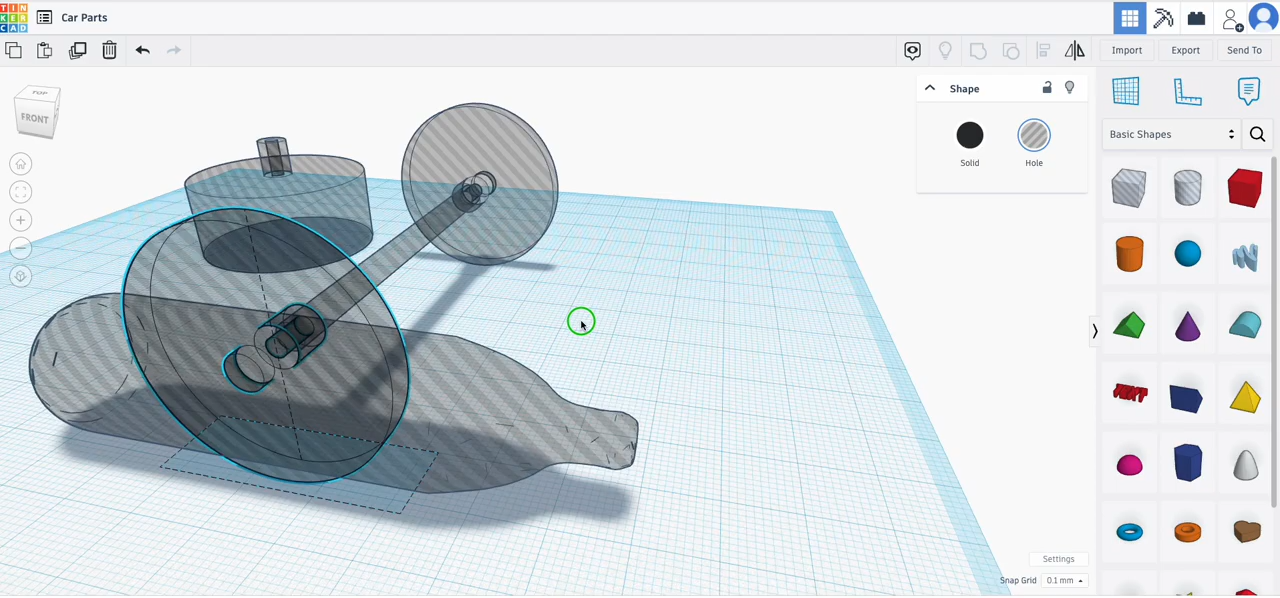 TIN
KER
CAD
Car Parts
Import
Export
Send To
TOP
FRONT
Shape
Solid
Hole
Basic Shapes
TEXT
Settings
Snap Grid
0.1 mm